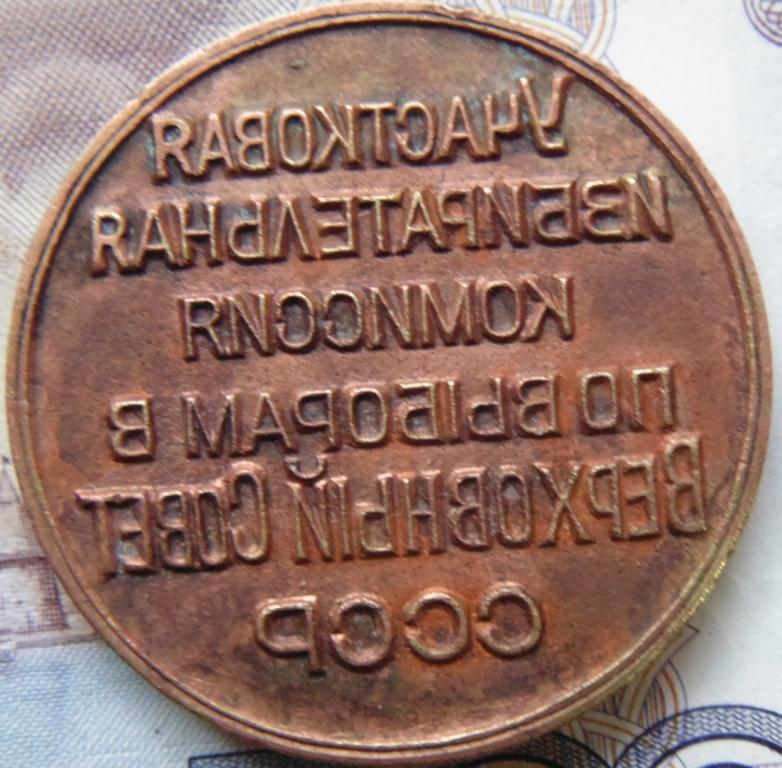 УЧАСТКОВАЯ
ИЗБИРАТЕЛЬНАЯ
КОМИССИЯ
ПО ВЫБОРАМ В
ВЕРХОВНЫЙ СОВЕТ
СССР